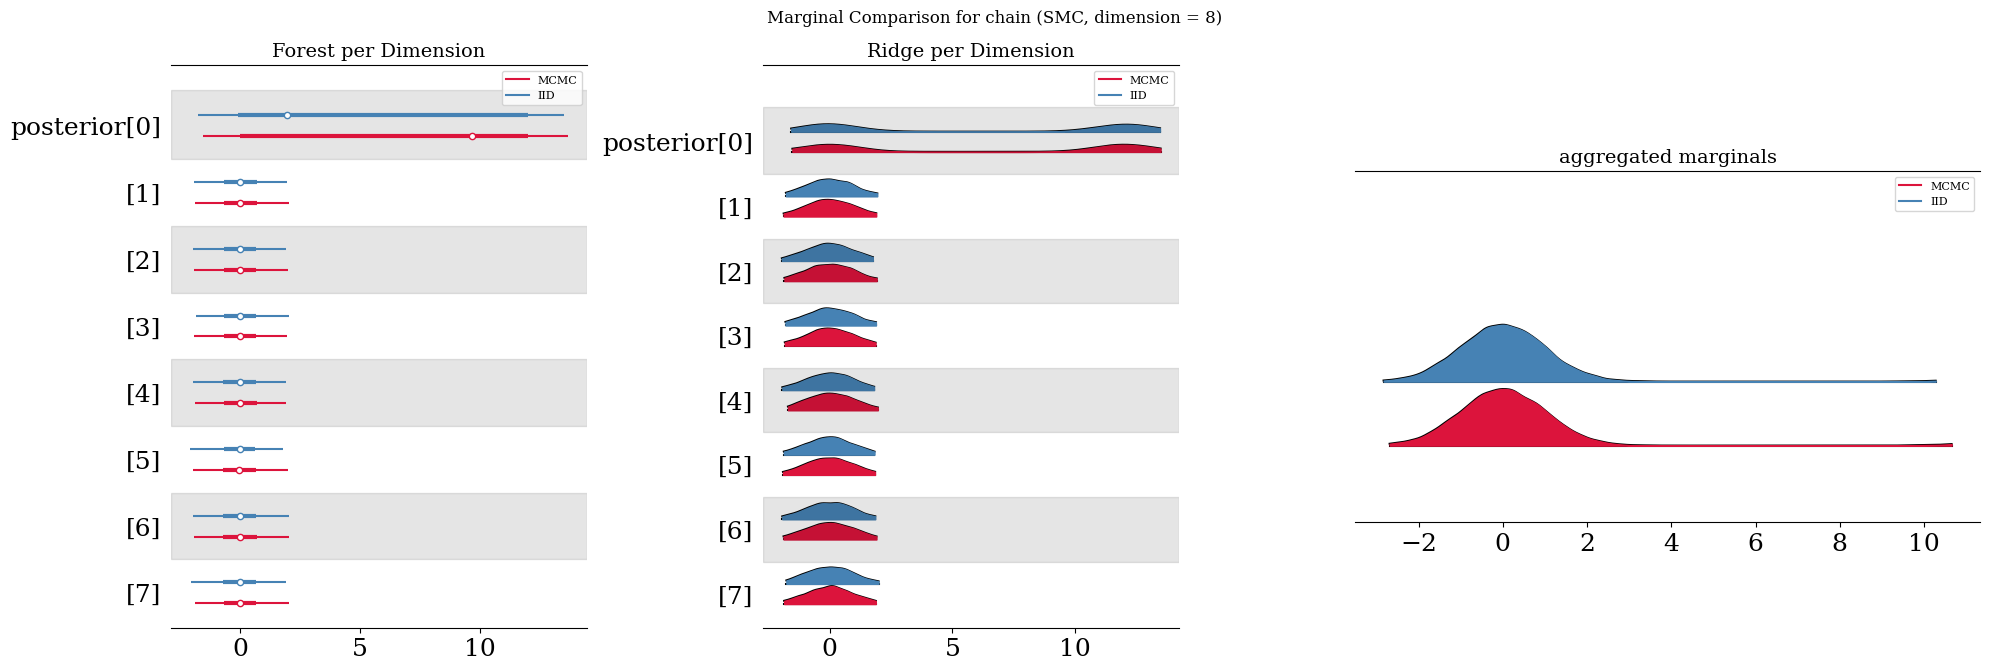 Marginal Comparison for chain (SMC, dimension = 8)
Forest per Dimension
MCMC
IID
posterior[0]
[1]
[2]
[3]
[4]
[5]
[6]
[7]
0 5 10
Ridge per Dimension
MCMC
IID
posterior[0]
[1]
[2]
[3]
[4]
[5]
[6]
[7]
0 5 10
aggregated marginals
MCMC
IID
−2 0 2 4 6 8 10